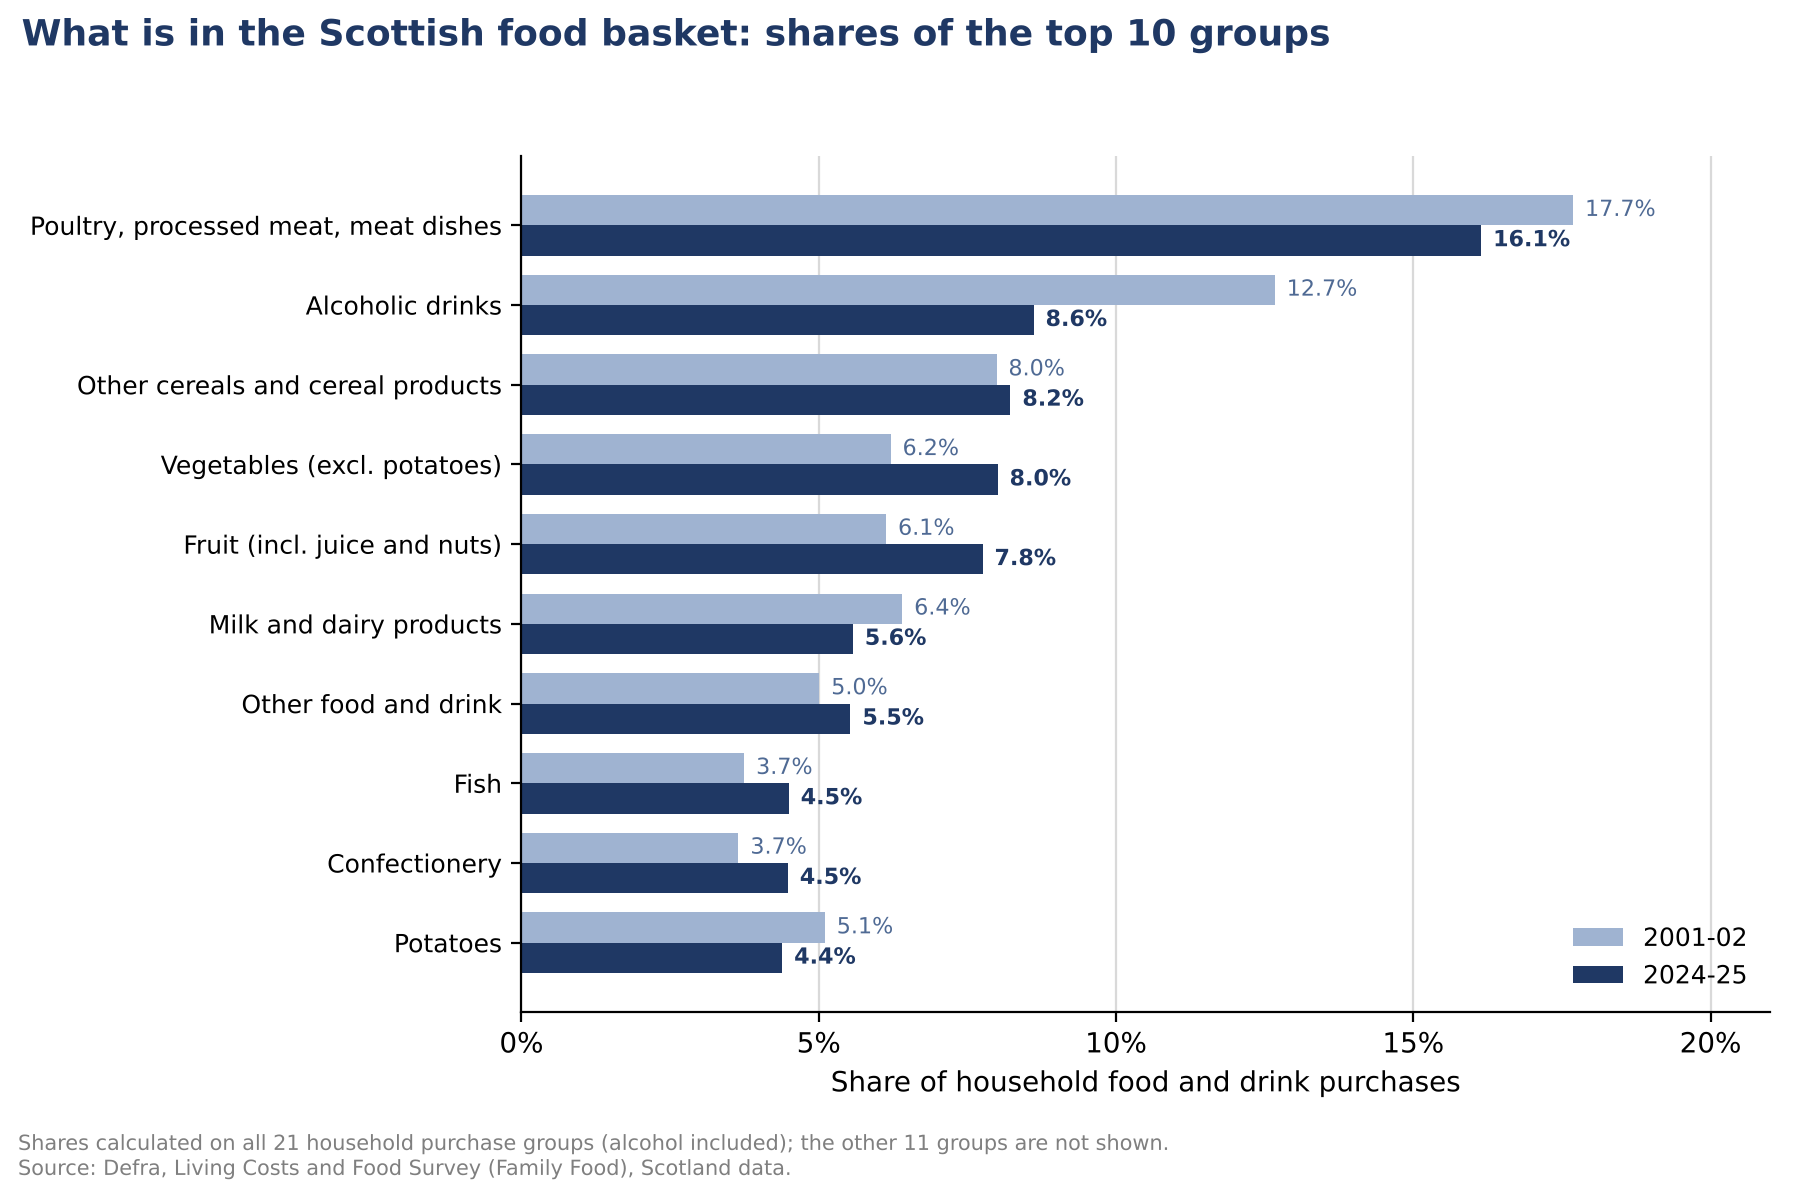 What is in the Scottish food basket: shares of the top 10 groups
Poultry, processed meat, meat dishes
17.7%
16.1%
Alcoholic drinks
12.7%
8.6%
Other cereals and cereal products
8.0%
8.2%
Vegetables (excl. potatoes)
6.2%
8.0%
Fruit (incl. juice and nuts)
6.1%
7.8%
Milk and dairy products
6.4%
5.6%
Other food and drink
5.0%
5.5%
Fish
3.7%
4.5%
Confectionery
3.7%
4.5%
Potatoes
5.1%
4.4%
2001-02
2024-25
0% 5% 10% 15% 20%
Share of household food and drink purchases
Shares calculated on all 21 household purchase groups (alcohol included); the other 11 groups are not shown.
Source: Defra, Living Costs and Food Survey (Family Food), Scotland data.